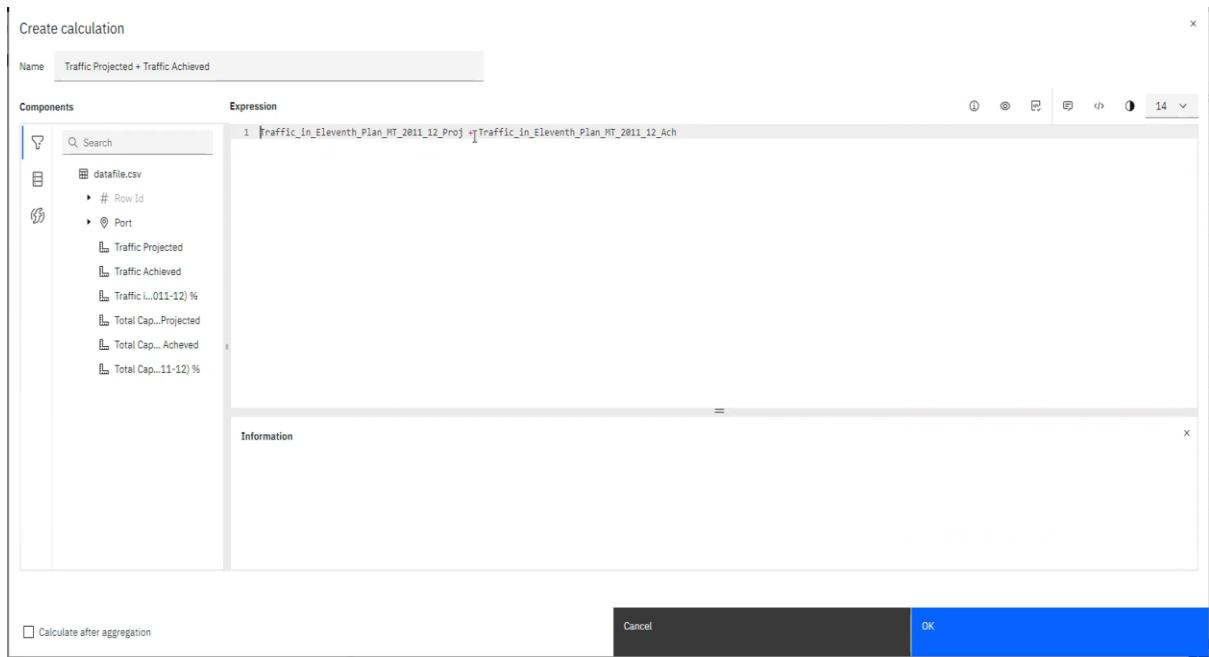 Create calculation
Name Traffic Projected + Traffic Achieved
Components
Expression
14
1 Traffic_in_Eleventh_Plan_MT_2011_12_Proj + Traffic_in_Eleventh_Plan_MT_2011_12_Ach
Search
datafile.csv
# Row Id
Port
Traffic Projected
Traffic Achieved
Traffic i...011-12) %
Total Cap...Projected
Total Cap... Acheved
Total Cap...11-12) %
Information
Calculate after aggregation
Cancel
OK